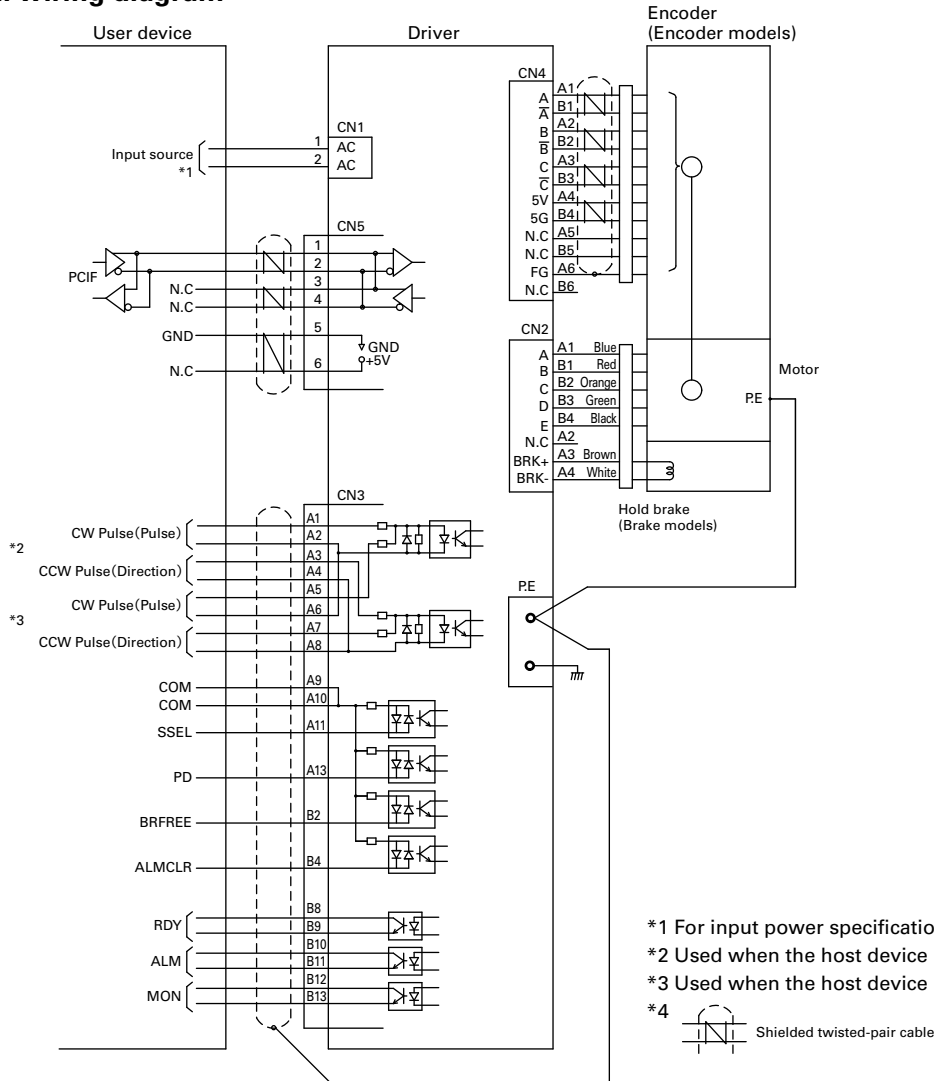 User device
Driver
Encoder
(Encoder models)
CN4
A A1
A̅ B1
B A2
B̅ B2
C A3
C̅ B3
5V A4
5G B4
N.C A5
N.C B5
FG A6
N.C B6
CN1
Input source
*1
1 AC
2 AC
CN5
PCIF
1
2
N.C 3
N.C 4
GND 5
GND
+5V
N.C 6
CN2
A A1 Blue
B B1 Red
C B2 Orange
D B3 Green
E B4 Black
N.C A2
BRK+ A3 Brown
BRK- A4 White
Motor
P.E
Hold brake
(Brake models)
CN3
*2
CW Pulse(Pulse)
A1
A2
CCW Pulse(Direction)
A3
A4
*3
CW Pulse(Pulse)
A5
A6
CCW Pulse(Direction)
A7
A8
P.E
COM A9
COM A10
SSEL A11
PD A13
BRFREE B2
ALMCLR B4
RDY
B8
B9
ALM
B10
B11
MON
B12
B13
*1 For input power specificatio
*2 Used when the host device
*3 Used when the host device
*4
Shielded twisted-pair cable